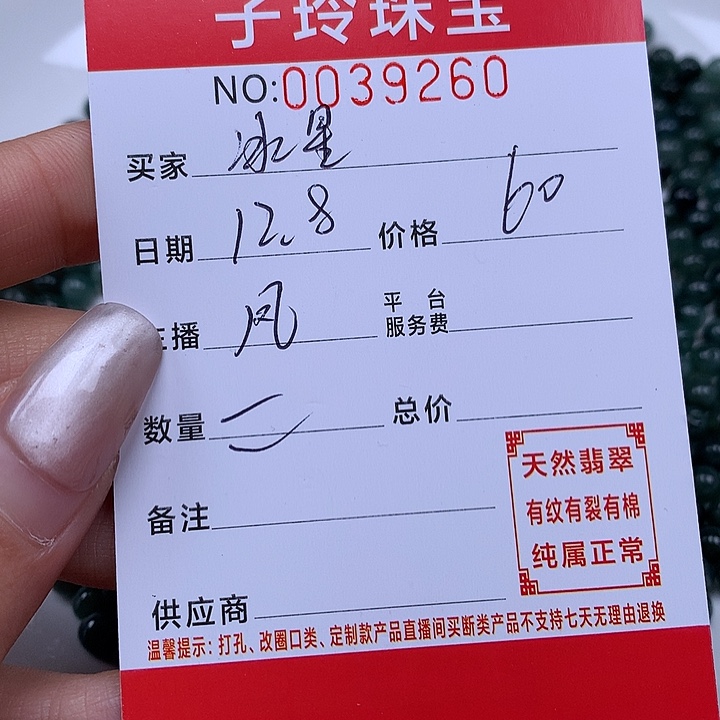 子玲珠宝
NO:0039260
买家 冰星
日期 12.8 价格 60
主播 风
平台
服务费
数量 二
总价
备注
天然翡翠
有纹有裂有棉
纯属正常
供应商
温馨提示:打孔、改圈口类、定制款产品直播间买断类产品不支持七天无理由退换